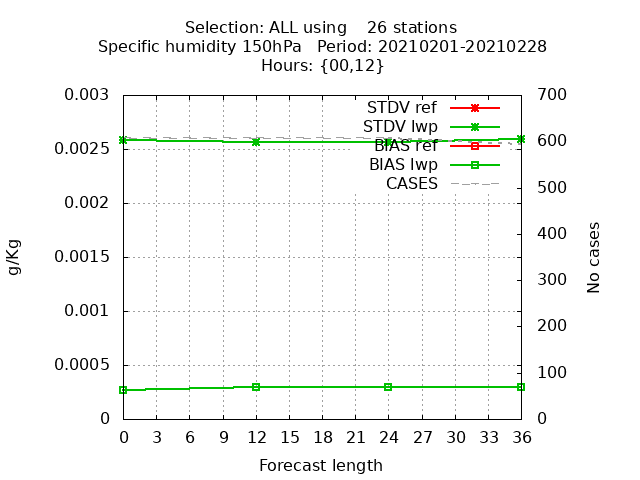 Selection: ALL using    26 stations
Specific humidity 150hPa   Period: 20210201-20210228
Hours: {00,12}
0.003
0.0025
0.002
0.0015
0.001
0.0005
0
700
600
500
400
300
200
100
0
STDV ref
STDV lwp
BIAS ref
BIAS lwp
CASES
g/Kg
No cases
0 3 6 9 12 15 18 21 24 27 30 33 36
Forecast length